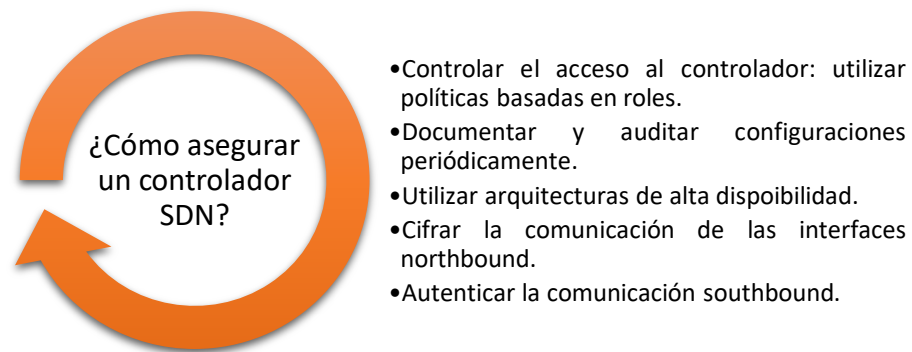 ¿Cómo asegurar
un controlador
SDN?
•Controlar el acceso al controlador: utilizar
políticas basadas en roles.
•Documentar y auditar configuraciones
periódicamente.
•Utilizar arquitecturas de alta dispoibilidad.
•Cifrar la comunicación de las interfaces
northbound.
•Autenticar la comunicación southbound.